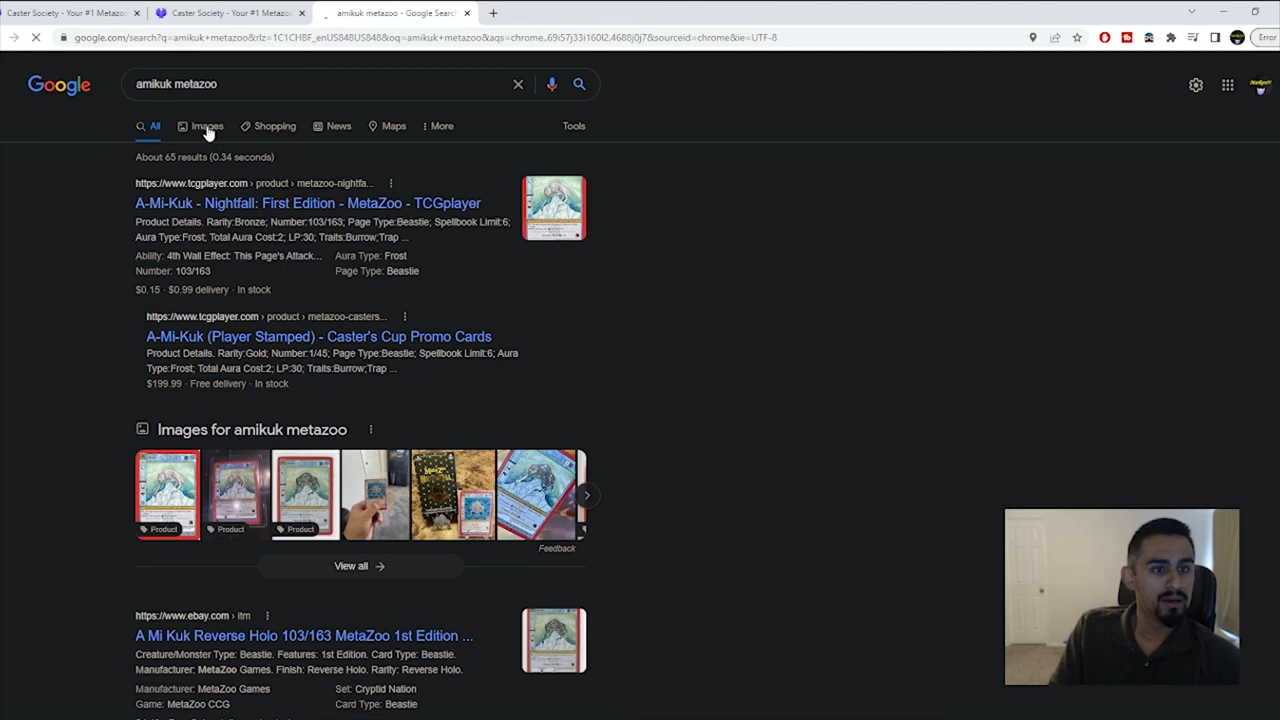 Caster Society - Your #1 Metazoo
Caster Society - Your #1 Metazoo
amikuk metazoo - Google Search
google.com/search?q=amikuk+metazoo&rlz=1C1CHBF_enUS848US848&oq=amikuk+metazoo&aqs=chrome..69i57j33i160l2.4688j0j7&sourceid=chrome&ie=UTF-8
Error
Google
amikuk metazoo
All
Images
Shopping
News
Maps
More
Tools
About 65 results (0.34 seconds)
https://www.tcgplayer.com › product › metazoo-nightfa...
A-Mi-Kuk - Nightfall: First Edition - MetaZoo - TCGplayer
Product Details. Rarity:Bronze; Number:103/163; Page Type:Beastie; Spellbook Limit:6;
Aura Type:Frost; Total Aura Cost:2; LP:30; Traits:Burrow;Trap ...
Ability: 4th Wall Effect: This Page's Attack...
Aura Type: Frost
Number: 103/163
Page Type: Beastie
$0.15 · $0.99 delivery · In stock
https://www.tcgplayer.com › product › metazoo-casters...
A-Mi-Kuk (Player Stamped) - Caster's Cup Promo Cards
Product Details. Rarity:Gold; Number:1/45; Page Type:Beastie; Spellbook Limit:6; Aura
Type:Frost; Total Aura Cost:2; LP:30; Traits:Burrow;Trap ...
$199.99 · Free delivery · In stock
Images for amikuk metazoo
Product
Product
Product
Feedback
View all
https://www.ebay.com › itm
A Mi Kuk Reverse Holo 103/163 MetaZoo 1st Edition ...
Creature/Monster Type: Beastie. Features: 1st Edition. Card Type: Beastie.
Manufacturer: MetaZoo Games. Finish: Reverse Holo. Rarity: Reverse Holo.
Manufacturer: MetaZoo Games
Set: Cryptid Nation
Game: MetaZoo CCG
Card Type: Beastie